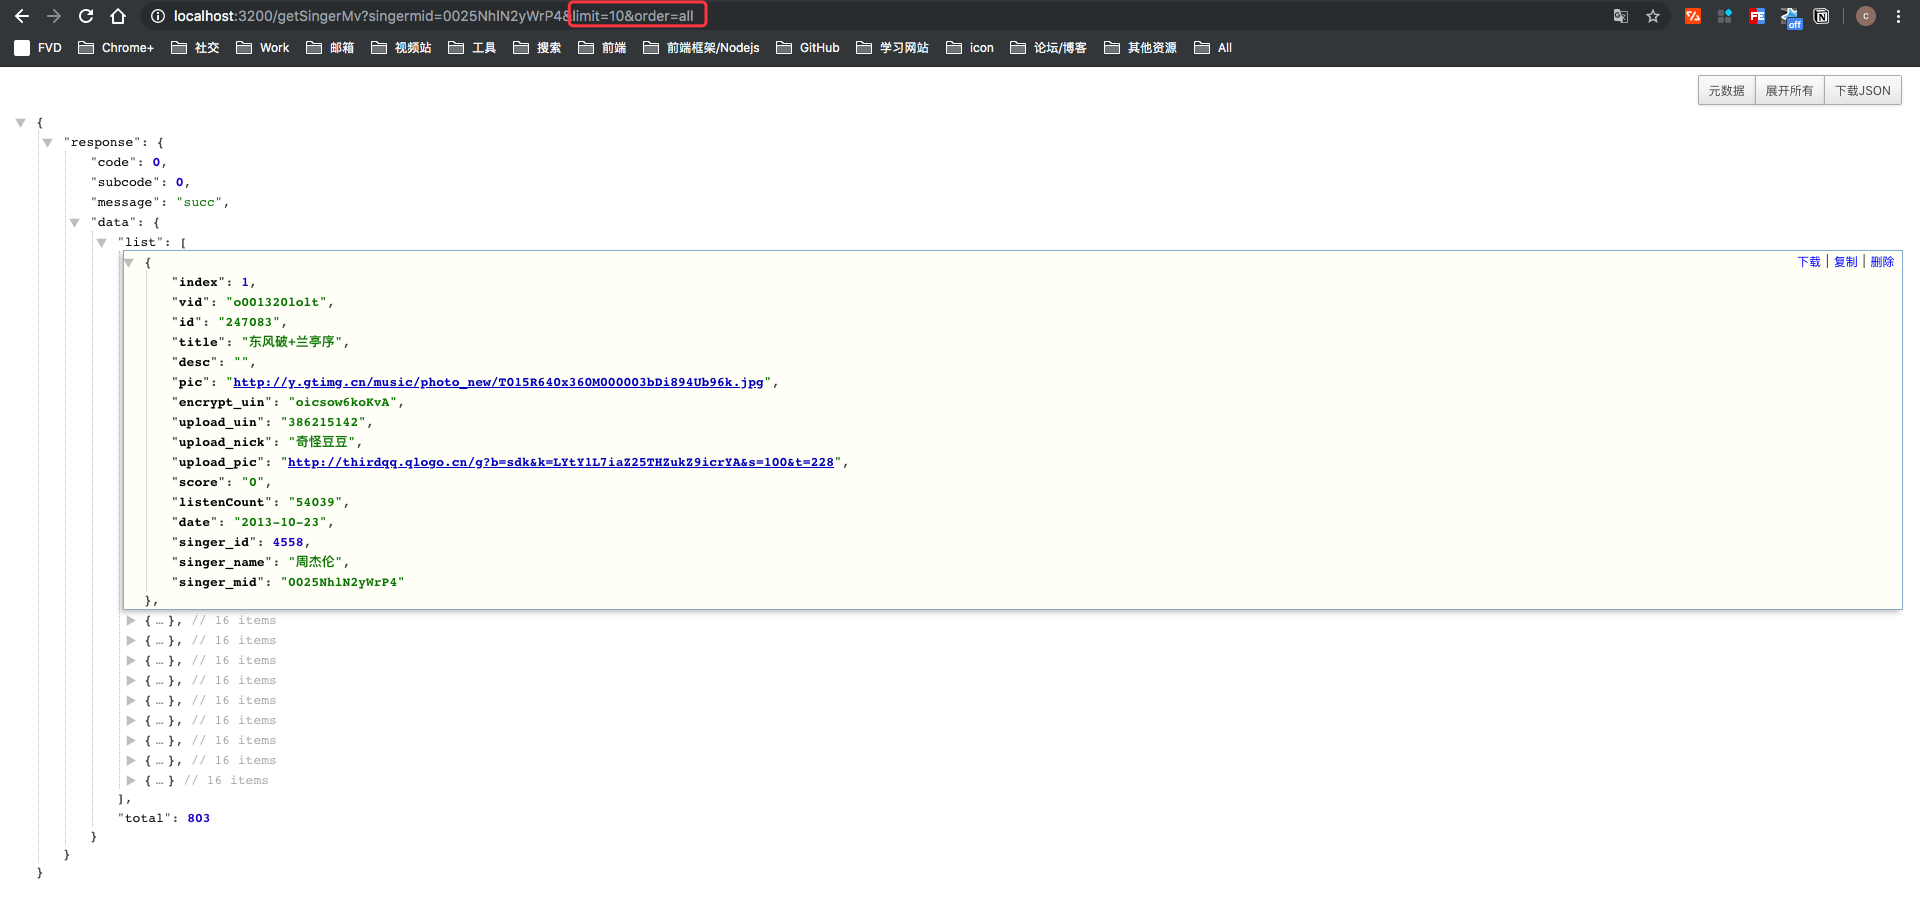 localhost:3200/getSingerMv?singermid=0025NhlN2yWrP4&limit=10&order=all
off
c
FVD Chrome+ 社交 Work 邮箱 视频站 工具 搜索 前端 前端框架/Nodejs GitHub 学习网站 icon 论坛/博客 其他资源 All
元数据 展开所有 下载JSON
{
"response": {
"code": 0,
"subcode": 0,
"message": "succ",
"data": {
"list": [
{
下载 | 复制 | 删除
"index": 1,
"vid": "o001320lolt",
"id": "247083",
"title": "东风破+兰亭序",
"desc": "",
"pic": "http://y.gtimg.cn/music/photo_new/T015R640x360M000003bDi894Ub96k.jpg",
"encrypt_uin": "oicsow6koKvA",
"upload_uin": "386215142",
"upload_nick": "奇怪豆豆",
"upload_pic": "http://thirdqq.qlogo.cn/g?b=sdk&k=LYtYlL7iaZ25THZukZ9icrYA&s=100&t=228",
"score": "0",
"listenCount": "54039",
"date": "2013-10-23",
"singer_id": 4558,
"singer_name": "周杰伦",
"singer_mid": "0025NhlN2yWrP4"
},
{ … }, // 16 items
{ … }, // 16 items
{ … }, // 16 items
{ … }, // 16 items
{ … }, // 16 items
{ … }, // 16 items
{ … }, // 16 items
{ … }, // 16 items
{ … } // 16 items
],
"total": 803
}
}
}